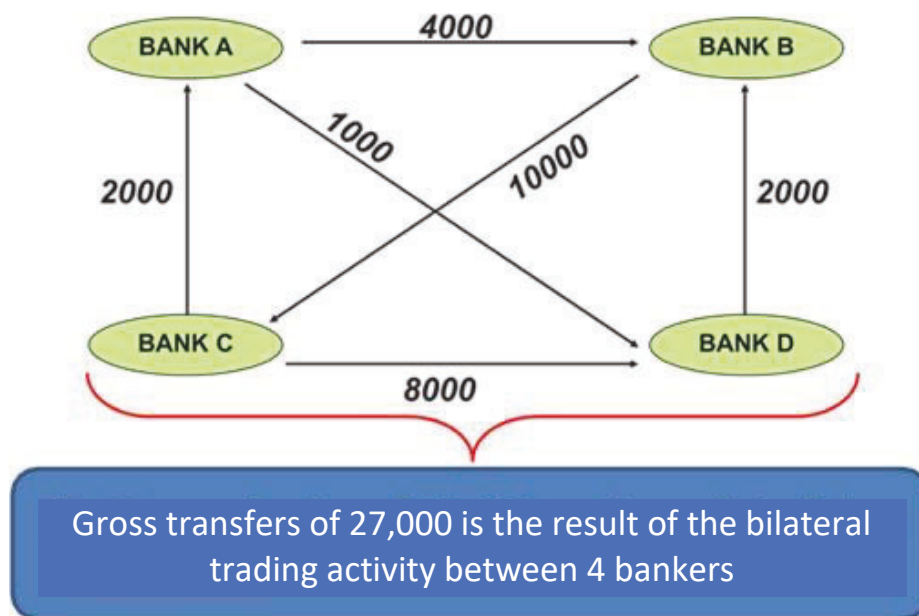 BANK A
4000
BANK B
1000
10000
2000
2000
BANK C
BANK D
8000
Gross transfers of 27,000 is the result of the bilateral
trading activity between 4 bankers